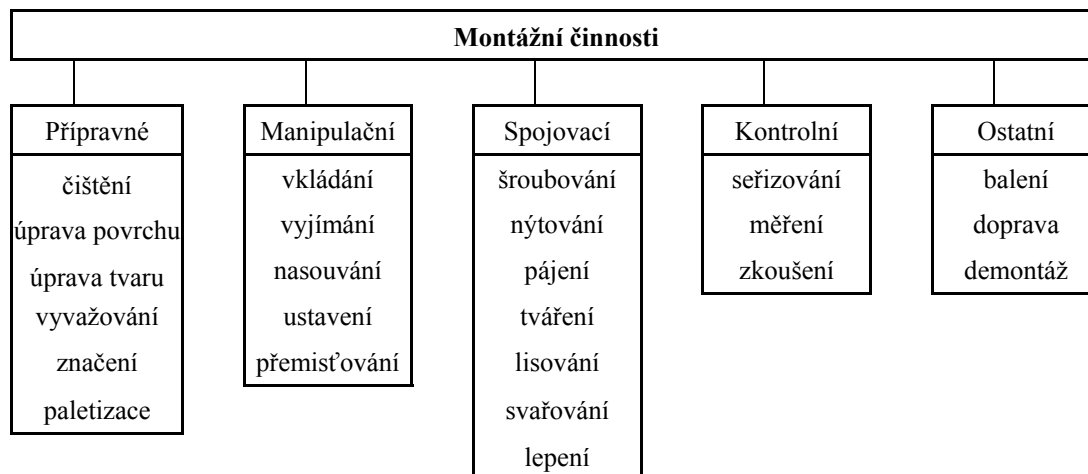 Montážní činnosti
Přípravné
čištění
úprava povrchu
úprava tvaru
vyvažování
značení
paletizace
Manipulační
vkládání
vyjímání
nasouvání
ustavení
přemisťování
Spojovací
šroubování
nýtování
pájení
tváření
lisování
svařování
lepení
Kontrolní
seřizování
měření
zkoušení
Ostatní
balení
doprava
demontáž